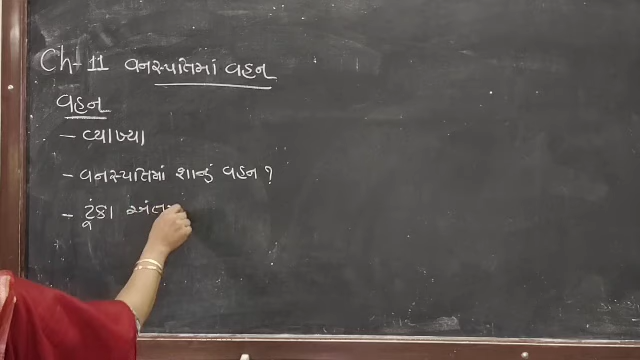 Ch-11 વનસ્પતિમાં વહન
વહન
- વ્યાખ્યા
- વનસ્પતિમાં શાનું વહન ?
- ટૂંકા